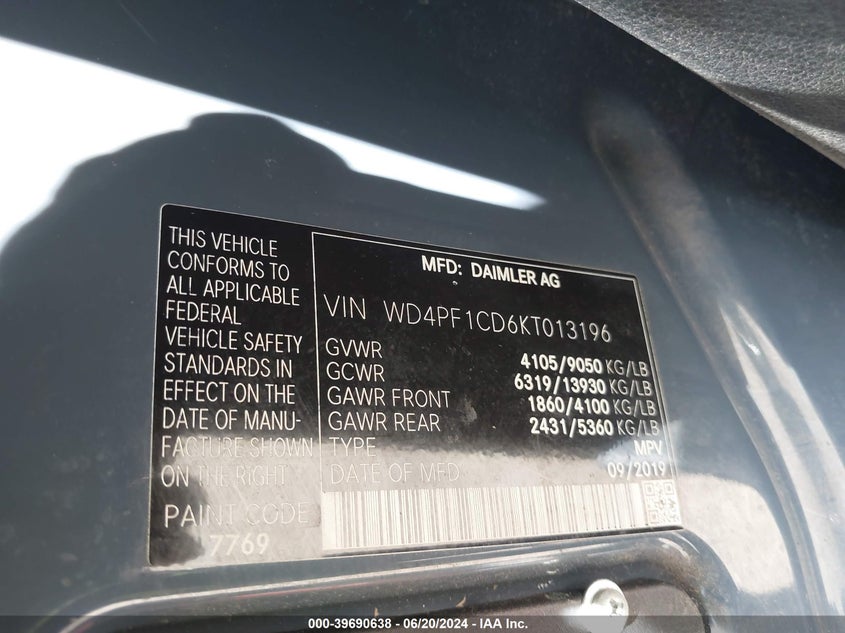 THIS VEHICLE
CONFORMS TO
ALL APPLICABLE
FEDERAL
VEHICLE SAFETY
STANDARDS IN
EFFECT ON THE
DATE OF MANU-
FACTURE SHOWN
ON THE RIGHT
PAINT CODE
7769
MFD: DAIMLER AG
VIN WD4PF1CD6KT013196
GVWR 4105/9050 KG/LB
GCWR 6319/13930 KG/LB
GAWR FRONT 1860/4100 KG/LB
GAWR REAR 2431/5360 KG/LB
TYPE MPV
DATE OF MFD 09/2019
000-39690638 - 06/20/2024 - IAA Inc.